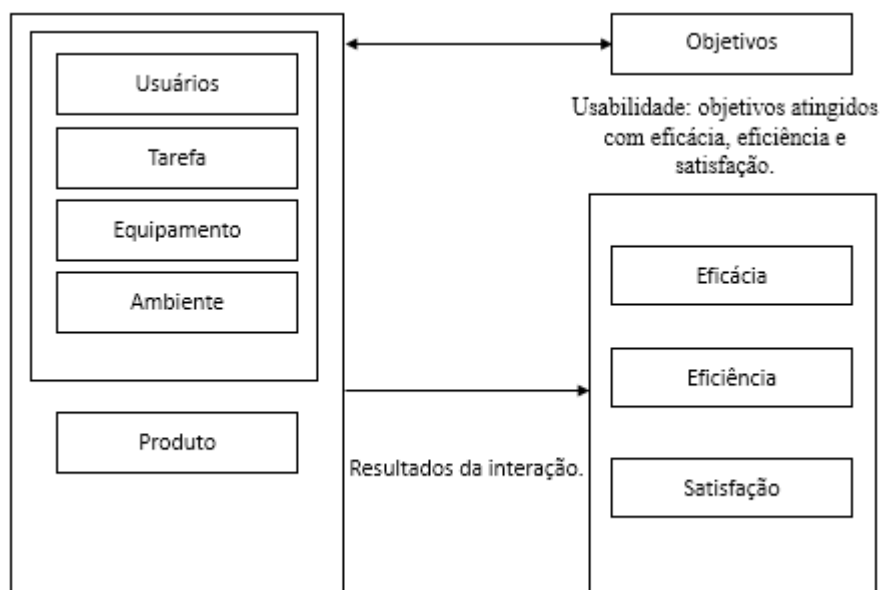 Usuários
Tarefa
Equipamento
Ambiente
Produto
Objetivos
Usabilidade: objetivos atingidos
com eficácia, eficiência e
satisfação.
Resultados da interação.
Eficácia
Eficiência
Satisfação